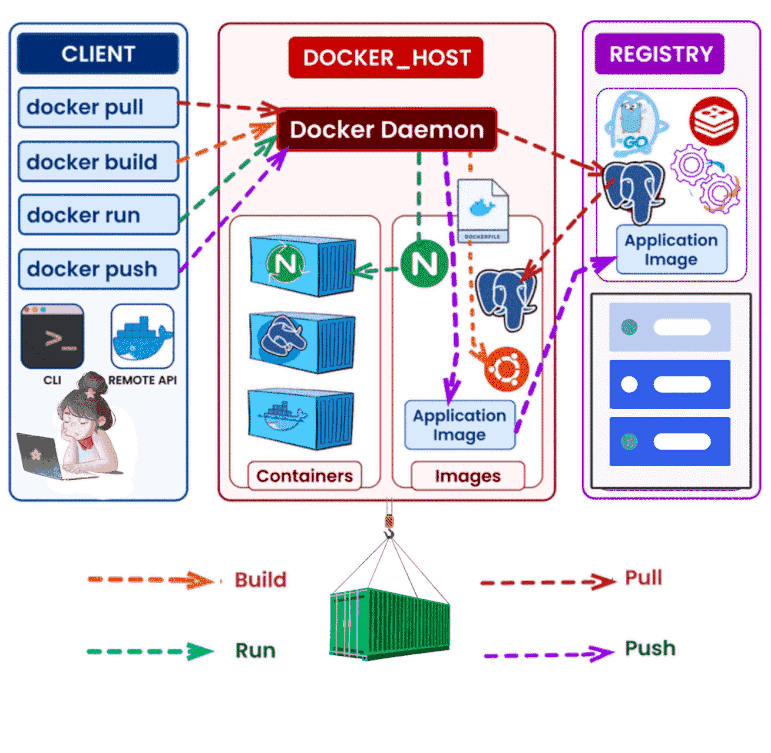 CLIENT
docker pull
docker build
docker run
docker push
CLI
REMOTE API
DOCKER_HOST
Docker Daemon
DOCKERFILE
N
N
Application
Image
Containers
Images
REGISTRY
GO
Application
Image
Build
Run
Pull
Push